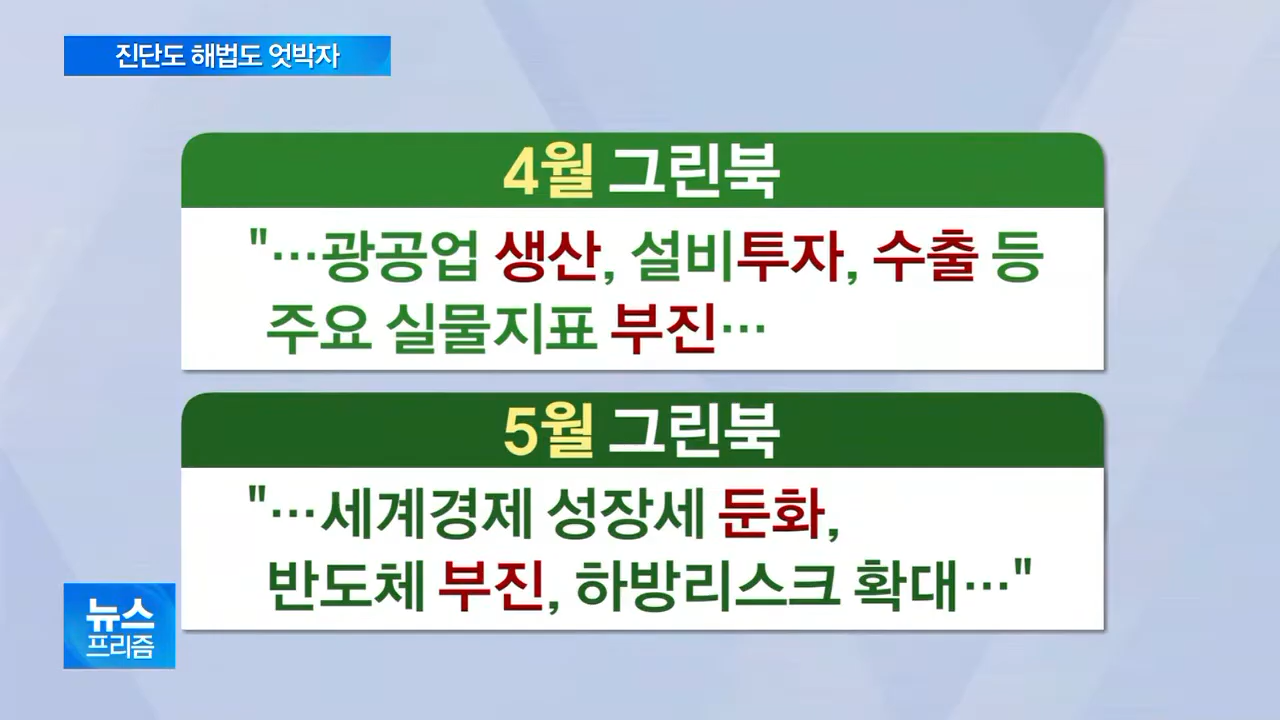 진단도 해법도 엇박자
4월 그린북
"…광공업 생산, 설비투자, 수출 등
주요 실물지표 부진…
5월 그린북
"…세계경제 성장세 둔화,
반도체 부진, 하방리스크 확대…"
뉴스
프리즘